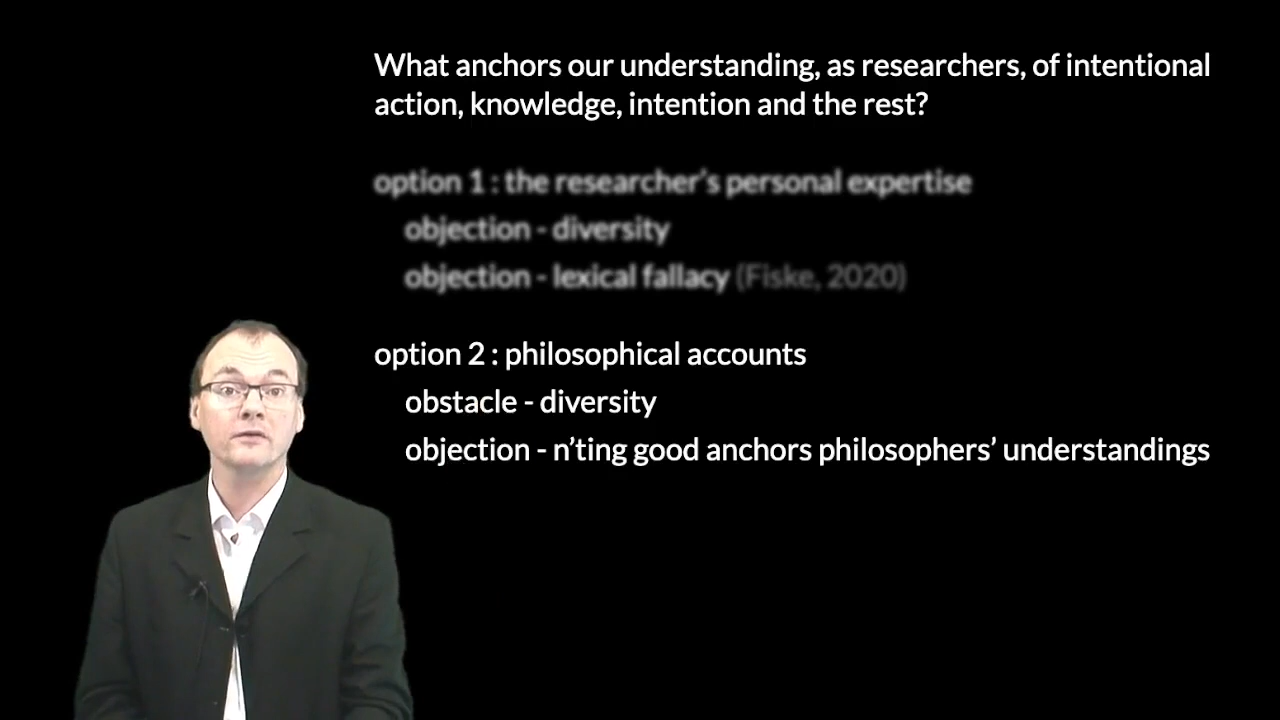 What anchors our understanding, as researchers, of intentional
action, knowledge, intention and the rest?
option 1 : the researcher's personal expertise
objection - diversity
objection - lexical fallacy (Fiske, 2020)
option 2 : philosophical accounts
obstacle - diversity
objection - n'ting good anchors philosophers' understandings